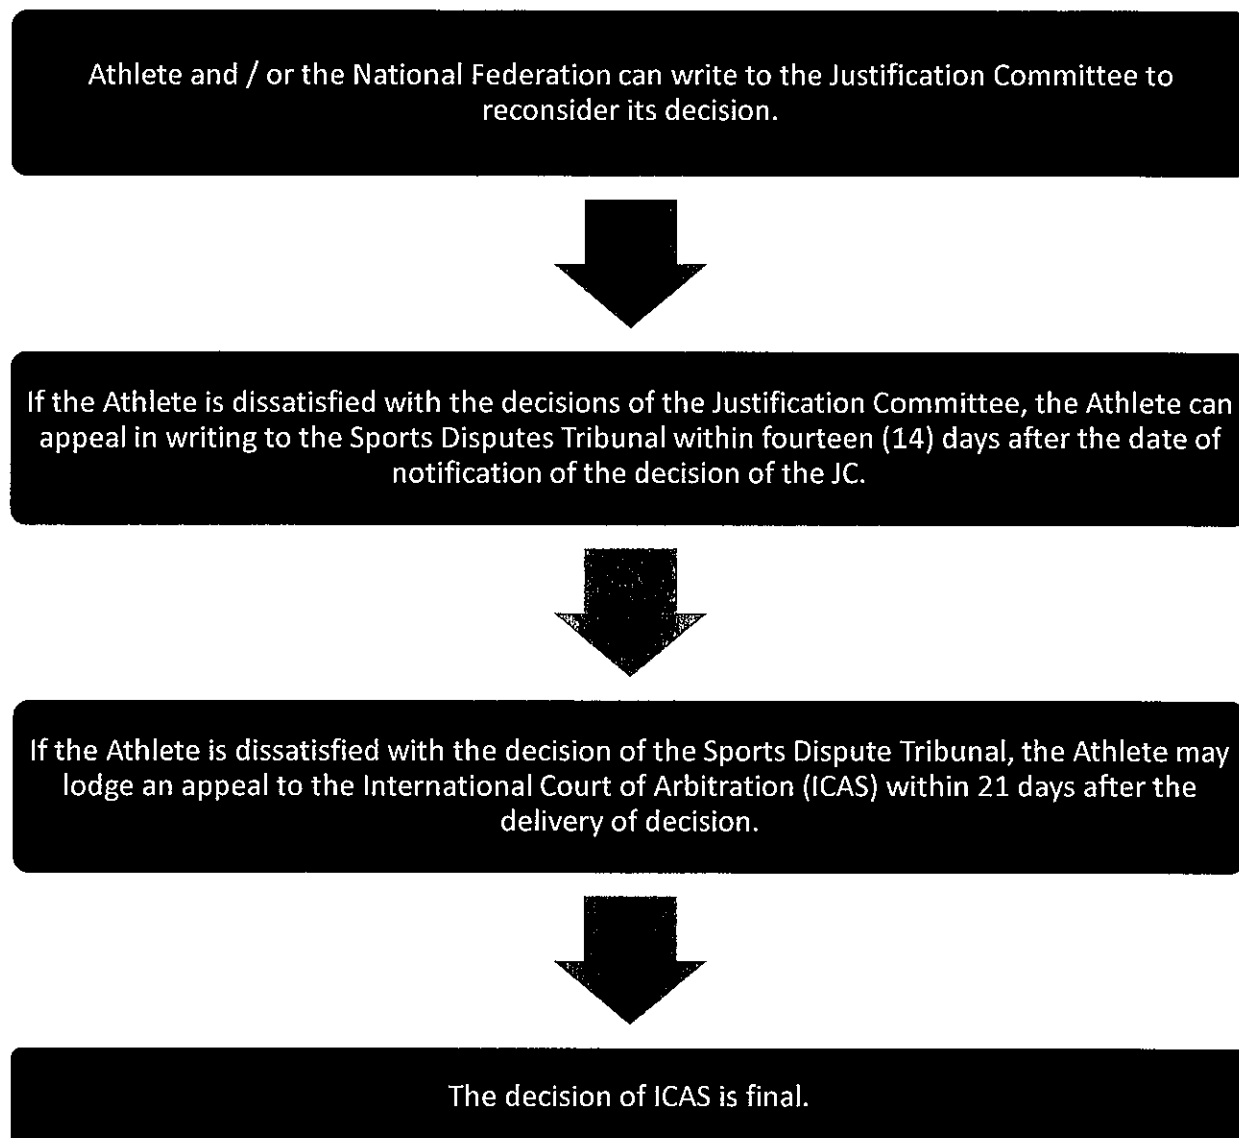 Athlete and / or the National Federation can write to the Justification Committee to
reconsider its decision.
If the Athlete is dissatisfied with the decisions of the Justification Committee, the Athlete can
appeal in writing to the Sports Disputes Tribunal within fourteen (14) days after the date of
notification of the decision of the JC.
If the Athlete is dissatisfied with the decision of the Sports Dispute Tribunal, the Athlete may
lodge an appeal to the International Court of Arbitration (ICAS) within 21 days after the
delivery of decision.
The decision of ICAS is final.